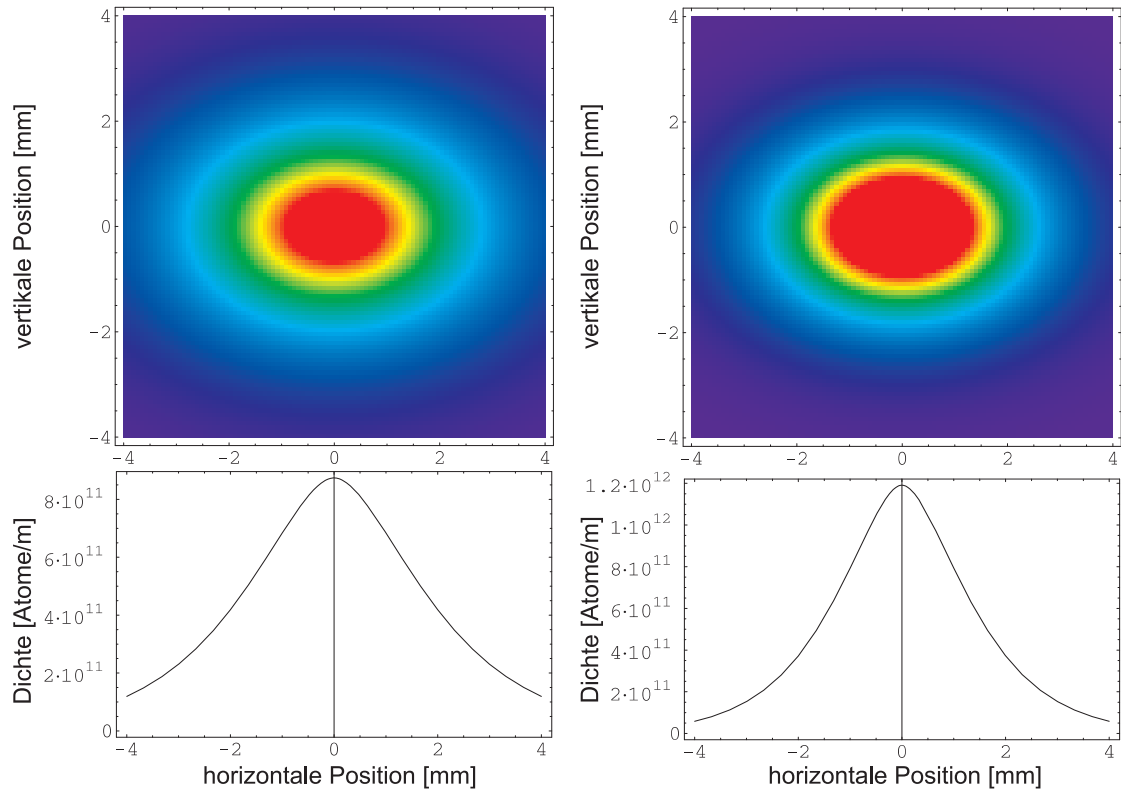 vertikale Position [mm]
4
2
0
-2
-4
-4 -2 0 2 4
vertikale Position [mm]
4
2
0
-2
-4
-4 -2 0 2 4
Dichte [Atome/m]
8·10^11
6·10^11
4·10^11
2·10^11
0
-4 -2 0 2 4
horizontale Position [mm]
Dichte [Atome/m]
1.2·10^12
1·10^12
8·10^11
6·10^11
4·10^11
2·10^11
0
-4 -2 0 2 4
horizontale Position [mm]